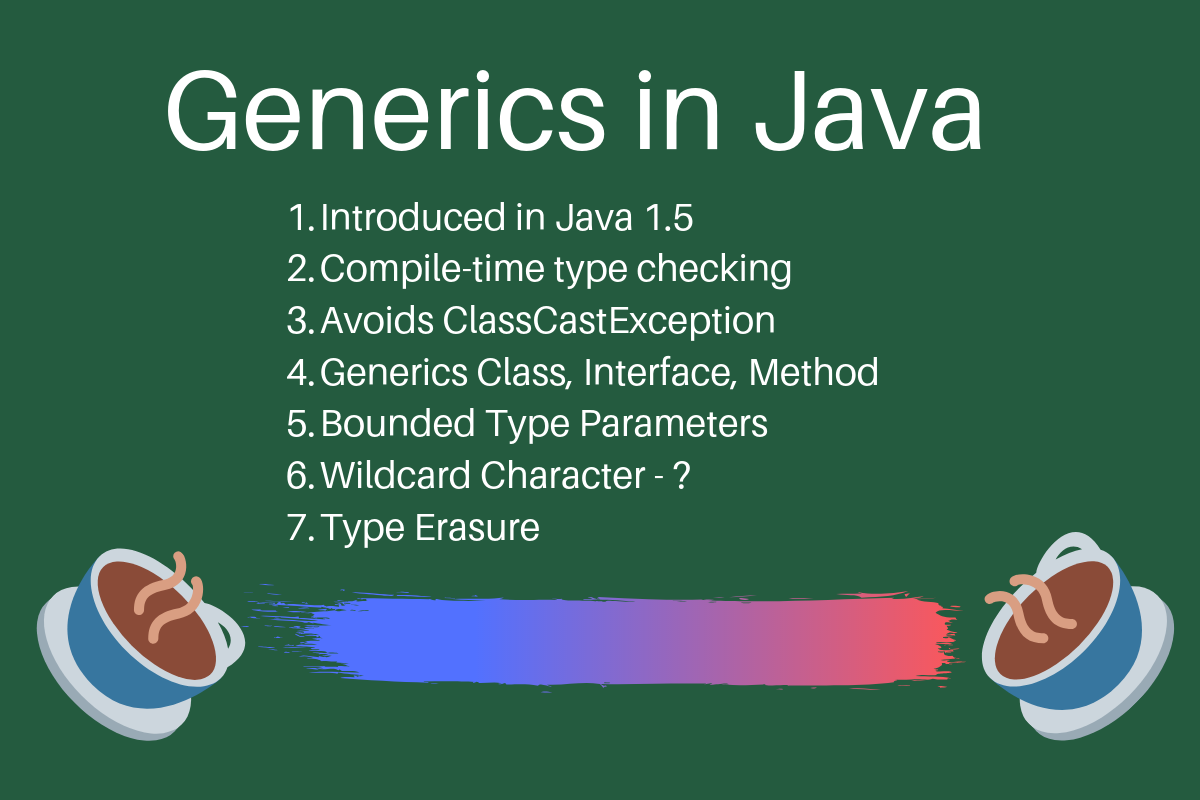 Generics in Java
1. Introduced in Java 1.5
2. Compile-time type checking
3. Avoids ClassCastException
4. Generics Class, Interface, Method
5. Bounded Type Parameters
6. Wildcard Character - ?
7. Type Erasure